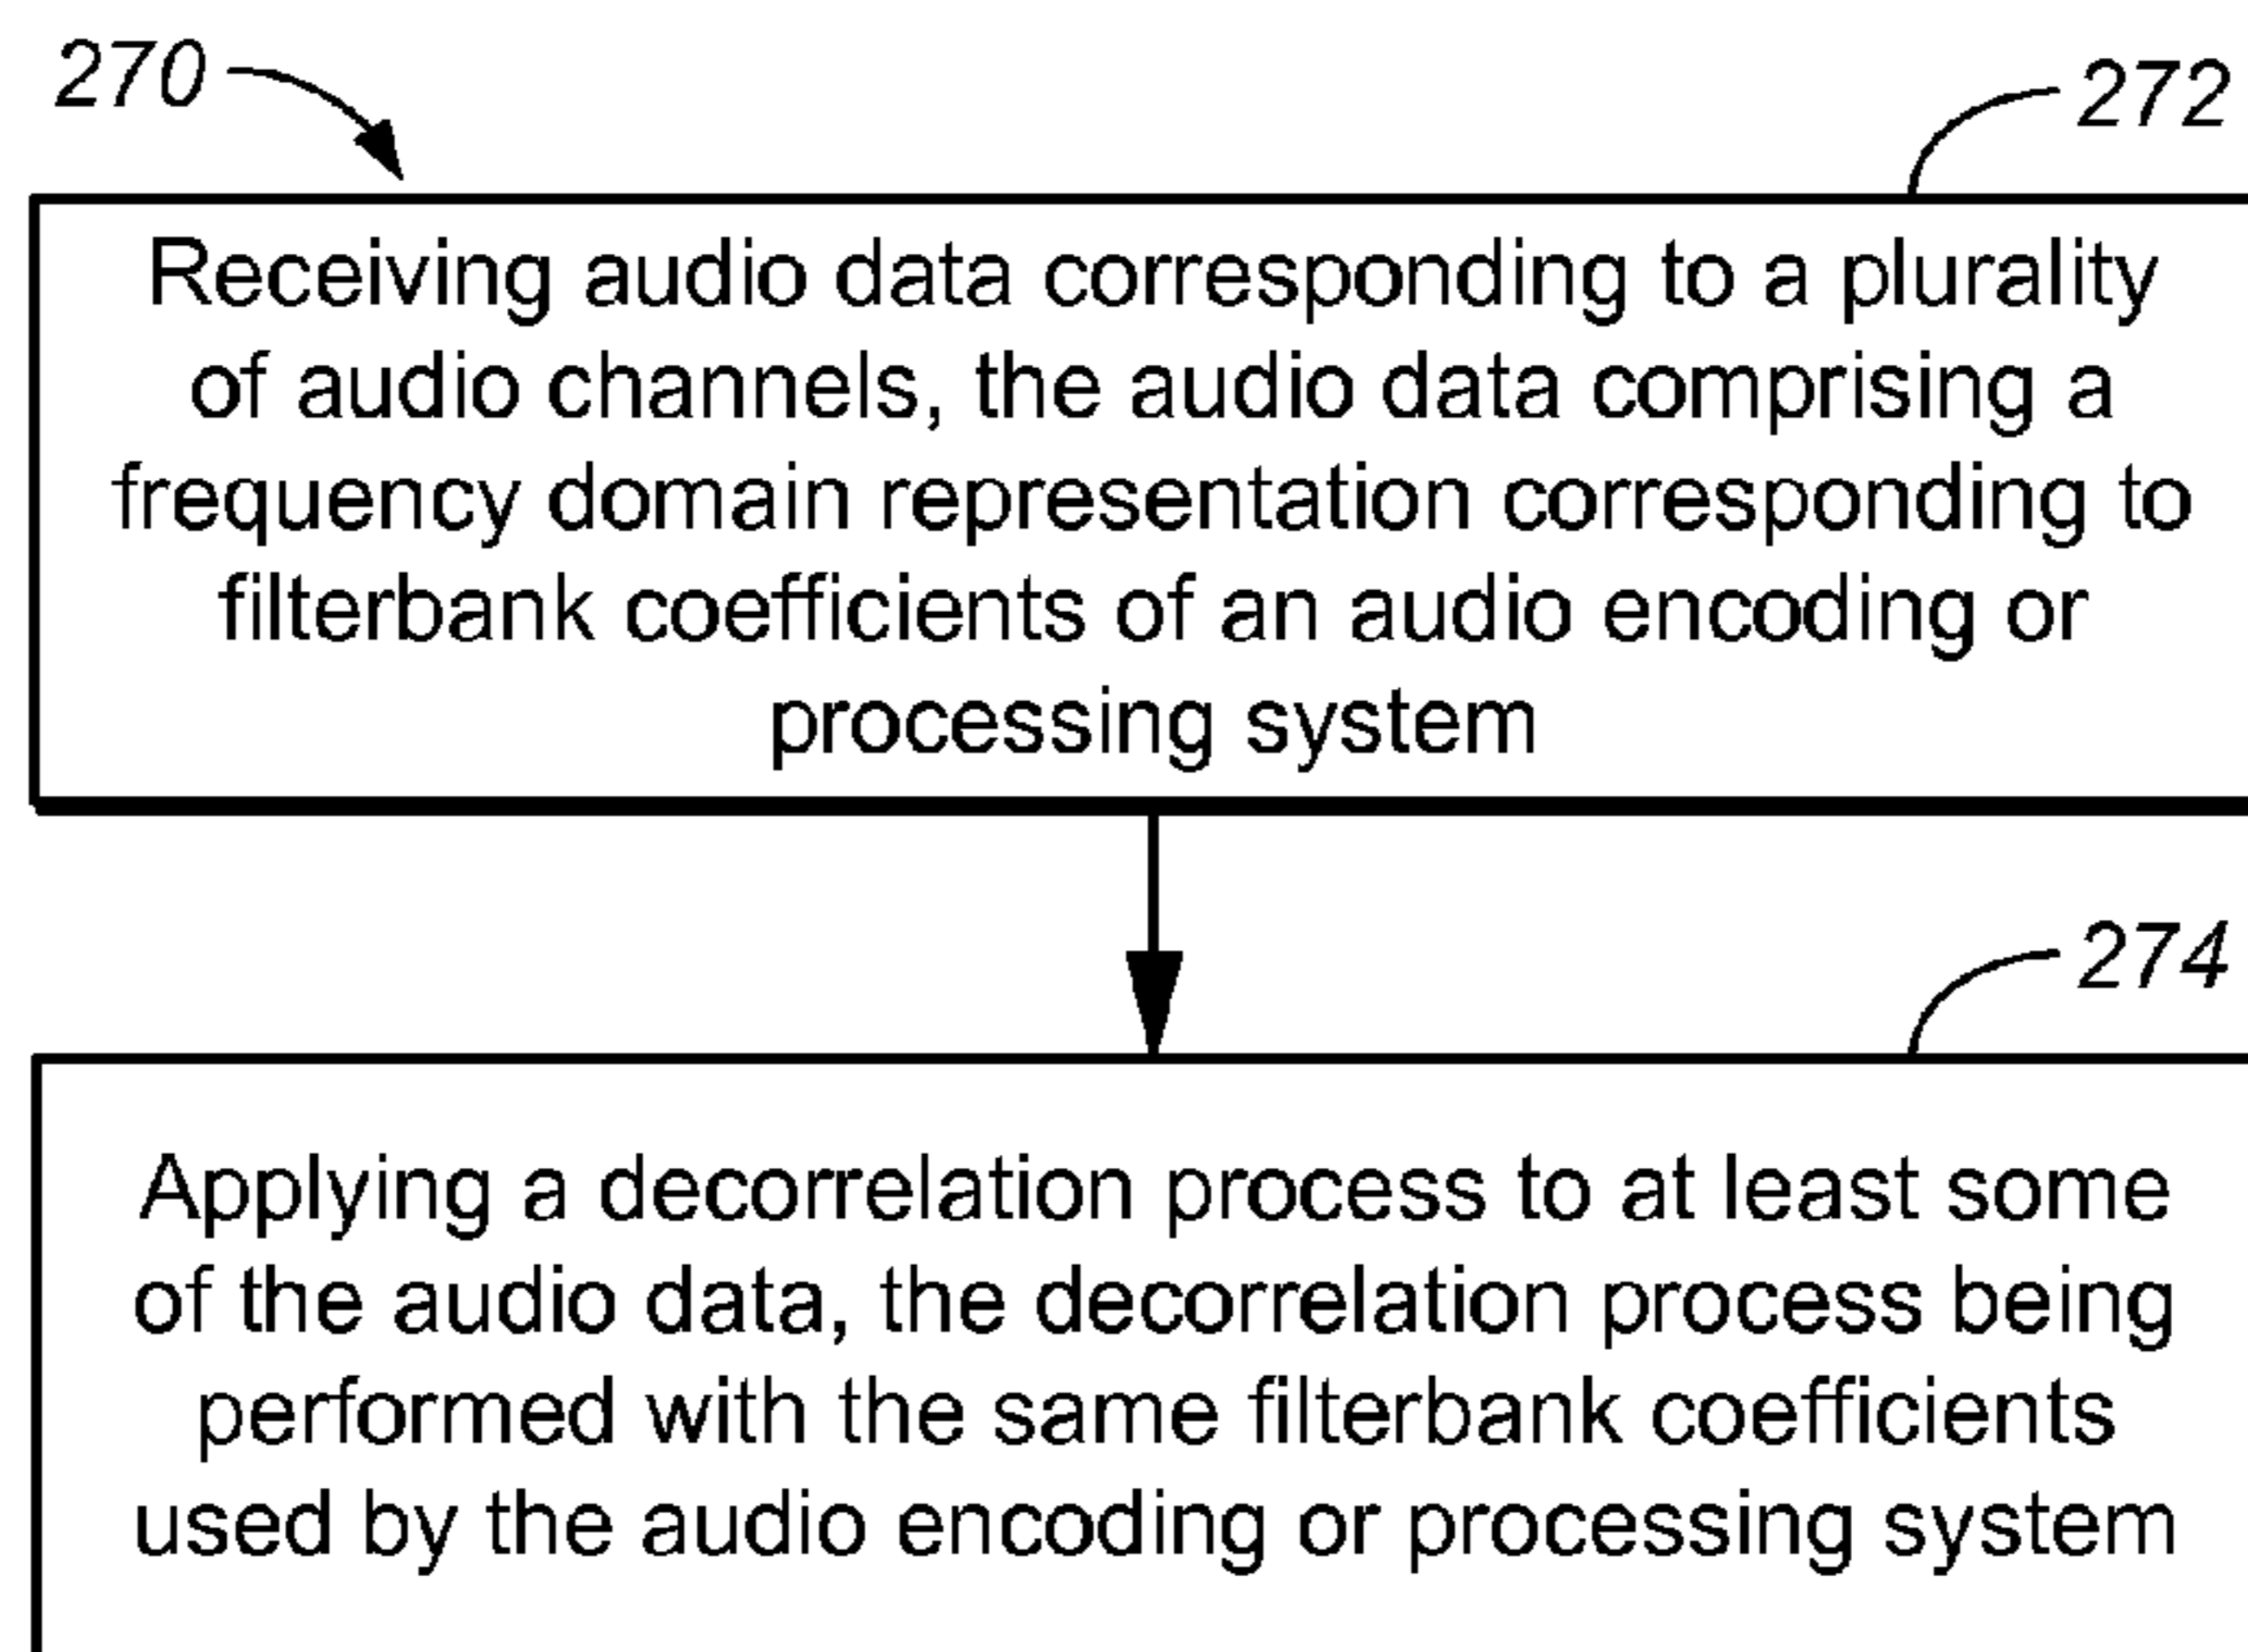 270
272
Receiving audio data corresponding to a plurality
of audio channels, the audio data comprising a
frequency domain representation corresponding to
filterbank coefficients of an audio encoding or
processing system
274
Applying a decorrelation process to at least some
of the audio data, the decorrelation process being
performed with the same filterbank coefficients
used by the audio encoding or processing system